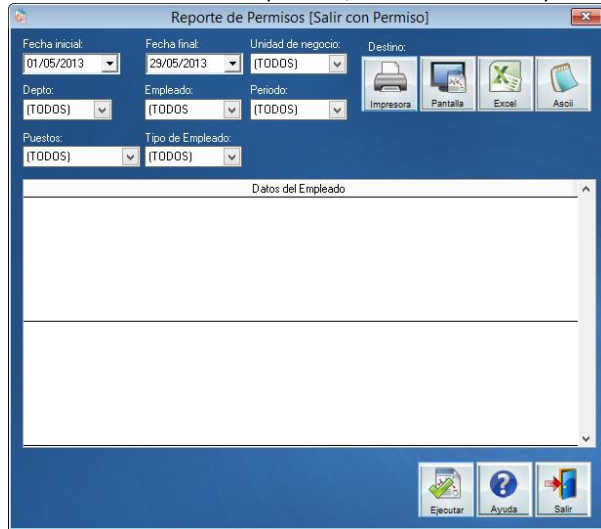 Reporte de Permisos [Salir con Permiso]
Fecha inicial: Fecha final: Unidad de negocio: Destino:
01/05/2013 29/05/2013 (TODOS)
Depto: Empleado: Periodo:
(TODOS) (TODOS (TODOS)
Impresora Pantalla Excel Ascii
Puestos: Tipo de Empleado:
(TODOS) (TODOS)
Datos del Empleado
Ejecutar Ayuda Salir